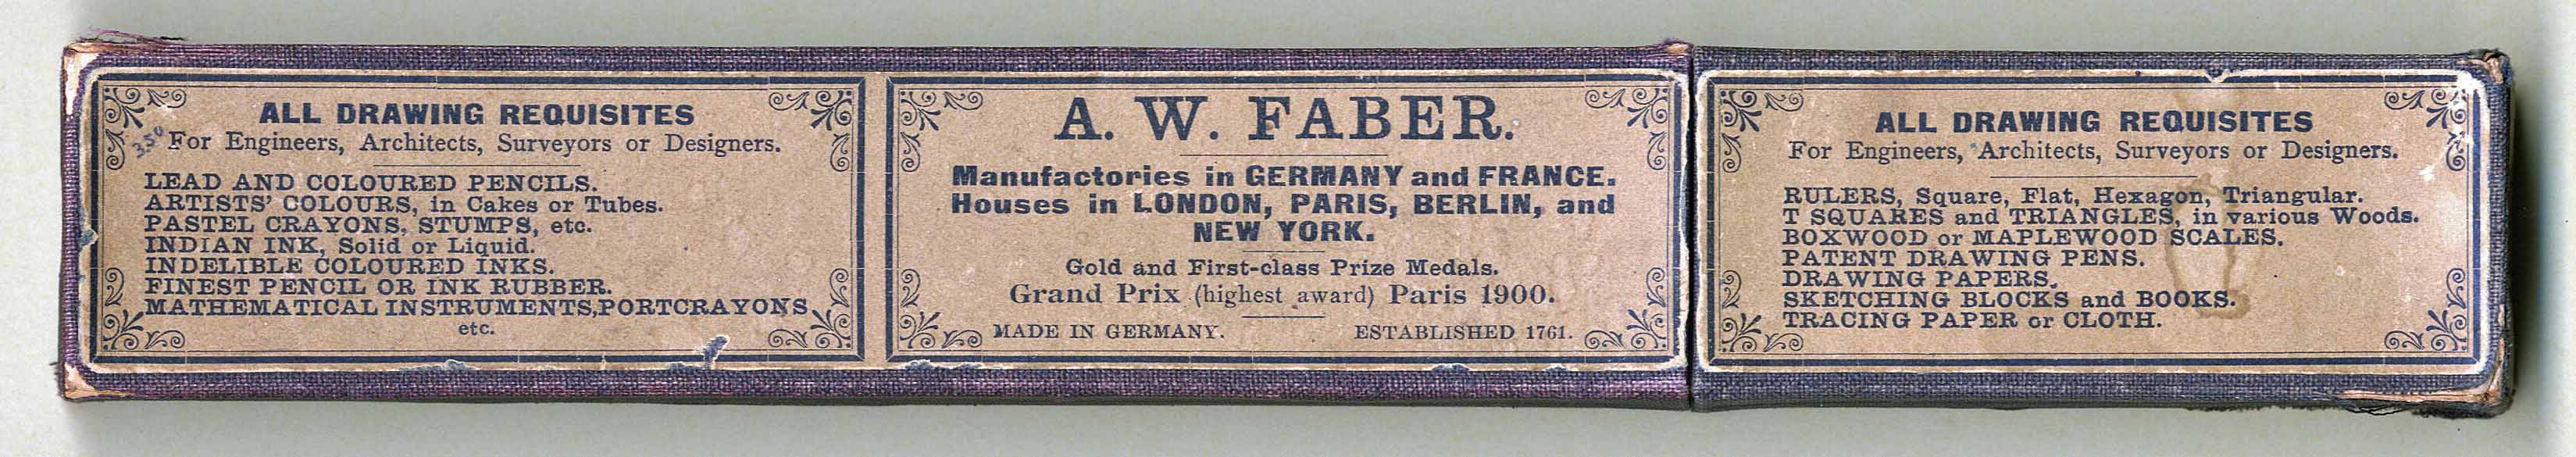 ALL DRAWING REQUISITES
350
For Engineers, Architects, Surveyors or Designers.
LEAD AND COLOURED PENCILS.
ARTISTS' COLOURS, in Cakes or Tubes.
PASTEL CRAYONS, STUMPS, etc.
INDIAN INK, Solid or Liquid.
INDELIBLE COLOURED INKS.
FINEST PENCIL OR INK RUBBER.
MATHEMATICAL INSTRUMENTS, PORTCRAYONS,
etc.
A. W. FABER.
Manufactories in GERMANY and FRANCE.
Houses in LONDON, PARIS, BERLIN, and
NEW YORK.
Gold and First-class Prize Medals.
Grand Prix (highest award) Paris 1900.
MADE IN GERMANY. ESTABLISHED 1761.
ALL DRAWING REQUISITES
For Engineers, Architects, Surveyors or Designers.
RULERS, Square, Flat, Hexagon, Triangular.
T SQUARES and TRIANGLES, in various Woods.
BOXWOOD or MAPLEWOOD SCALES.
PATENT DRAWING PENS.
DRAWING PAPERS.
SKETCHING BLOCKS and BOOKS.
TRACING PAPER or CLOTH.